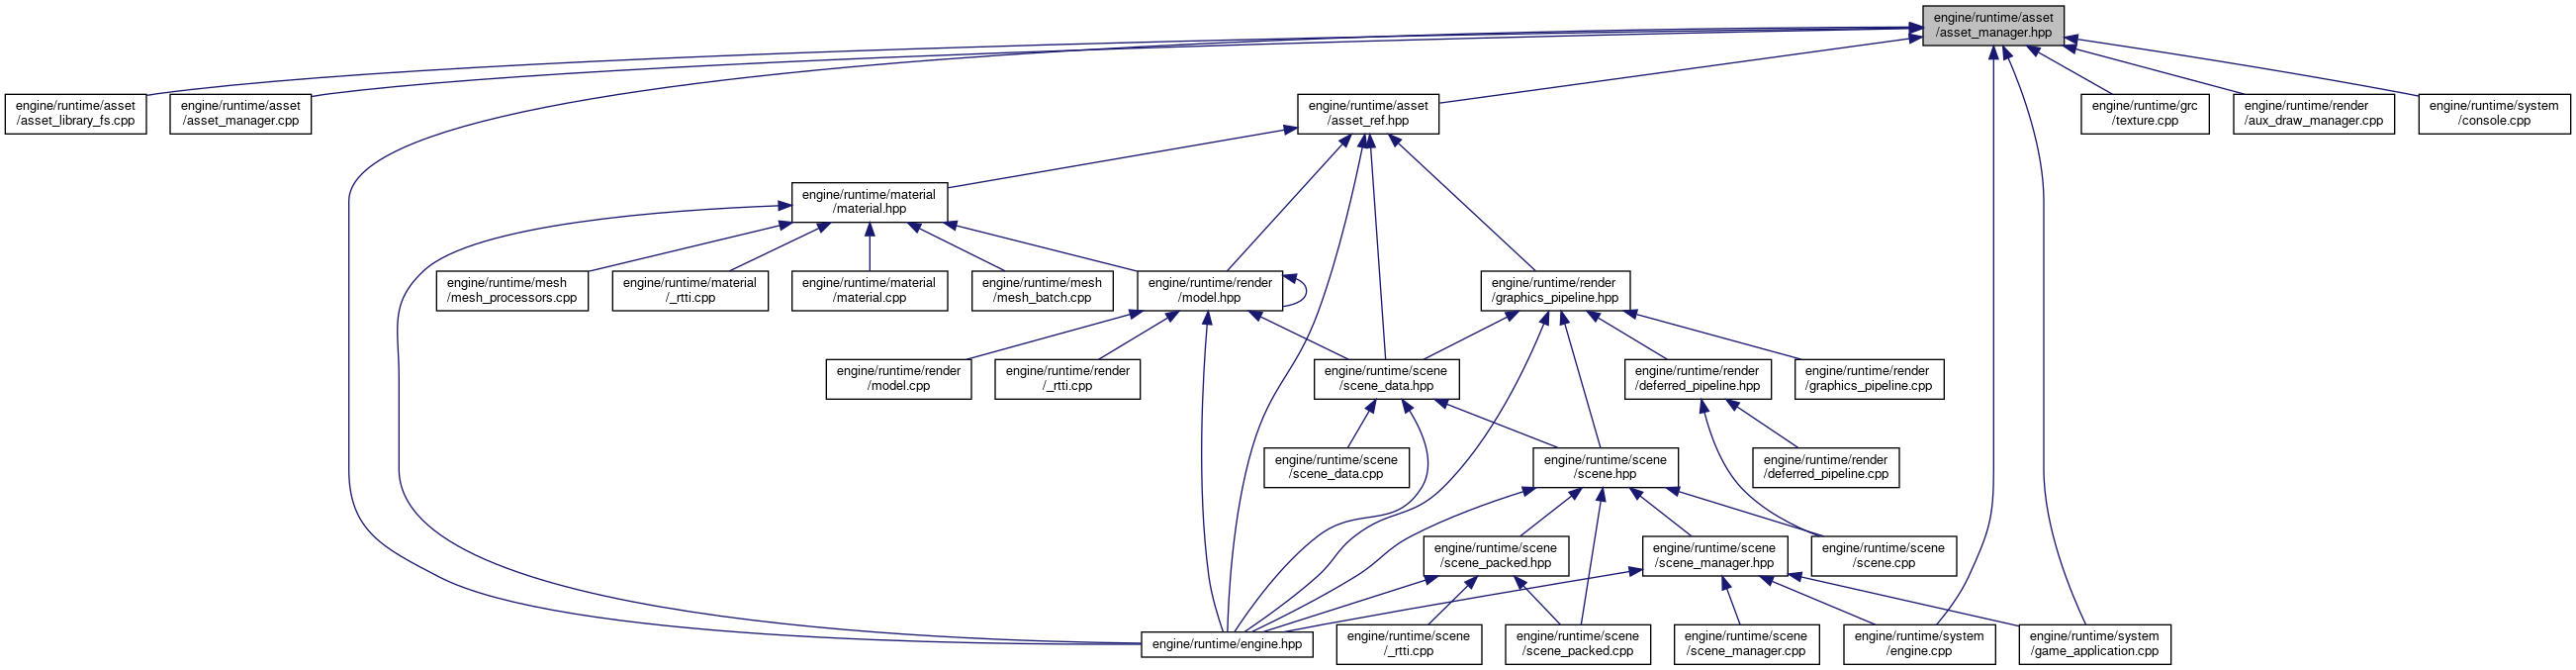 engine/runtime/asset
/asset_manager.hpp
engine/runtime/asset
/asset_library_fs.cpp
engine/runtime/asset
/asset_manager.cpp
engine/runtime/asset
/asset_ref.hpp
engine/runtime/grc
/texture.cpp
engine/runtime/render
/aux_draw_manager.cpp
engine/runtime/system
/console.cpp
engine/runtime/material
/material.hpp
engine/runtime/mesh
/mesh_processors.cpp
engine/runtime/material
/_rtti.cpp
engine/runtime/material
/material.cpp
engine/runtime/mesh
/mesh_batch.cpp
engine/runtime/render
/model.hpp
engine/runtime/render
/graphics_pipeline.hpp
engine/runtime/render
/model.cpp
engine/runtime/render
/_rtti.cpp
engine/runtime/scene
/scene_data.hpp
engine/runtime/render
/deferred_pipeline.hpp
engine/runtime/render
/graphics_pipeline.cpp
engine/runtime/scene
/scene_data.cpp
engine/runtime/scene
/scene.hpp
engine/runtime/render
/deferred_pipeline.cpp
engine/runtime/scene
/scene_packed.hpp
engine/runtime/scene
/scene_manager.hpp
engine/runtime/scene
/scene.cpp
engine/runtime/engine.hpp
engine/runtime/scene
/_rtti.cpp
engine/runtime/scene
/scene_packed.cpp
engine/runtime/scene
/scene_manager.cpp
engine/runtime/system
/engine.cpp
engine/runtime/system
/game_application.cpp